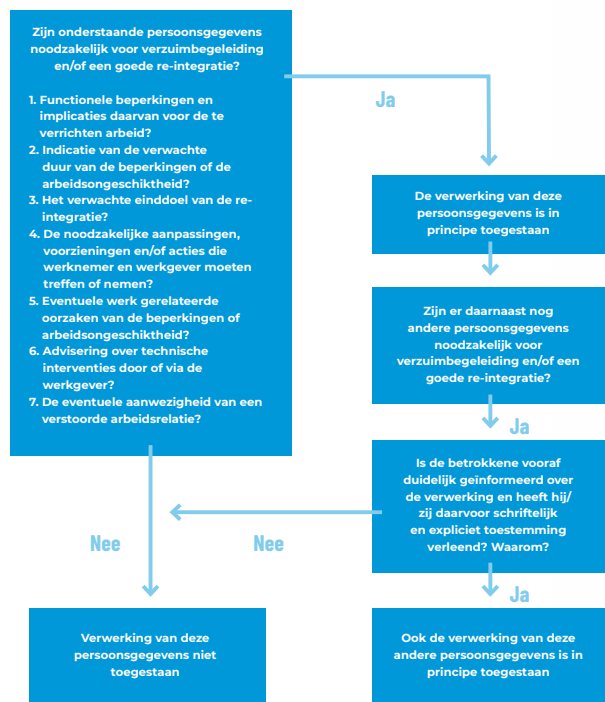 Zijn onderstaande persoonsgegevens
noodzakelijk voor verzuimbegeleiding
en/of een goede re-integratie?
1. Functionele beperkingen en
implicaties daarvan voor de te
verrichten arbeid?
2. Indicatie van de verwachte
duur van de beperkingen of de
arbeidsongeschiktheid?
3. Het verwachte einddoel van de re-
integratie?
4. De noodzakelijke aanpassingen,
voorzieningen en/of acties die
werknemer en werkgever moeten
treffen of nemen?
5. Eventuele werk gerelateerde
oorzaken van de beperkingen of
arbeidsongeschiktheid?
6. Advisering over technische
interventies door of via de
werkgever?
7. De eventuele aanwezigheid van een
verstoorde arbeidsrelatie?
Ja
De verwerking van deze
persoonsgegevens is in
principe toegestaan
Zijn er daarnaast nog
andere persoonsgegevens
noodzakelijk voor
verzuimbegeleiding en/of een
goede re-integratie?
Ja
Is de betrokkene vooraf
duidelijk geïnformeerd over
de verwerking en heeft hij/
zij daarvoor schriftelijk
en expliciet toestemming
verleend? Waarom?
Nee
Nee
Ja
Verwerking van deze
persoonsgegevens niet
toegestaan
Ook de verwerking van deze
andere persoonsgegevens is in
principe toegestaan